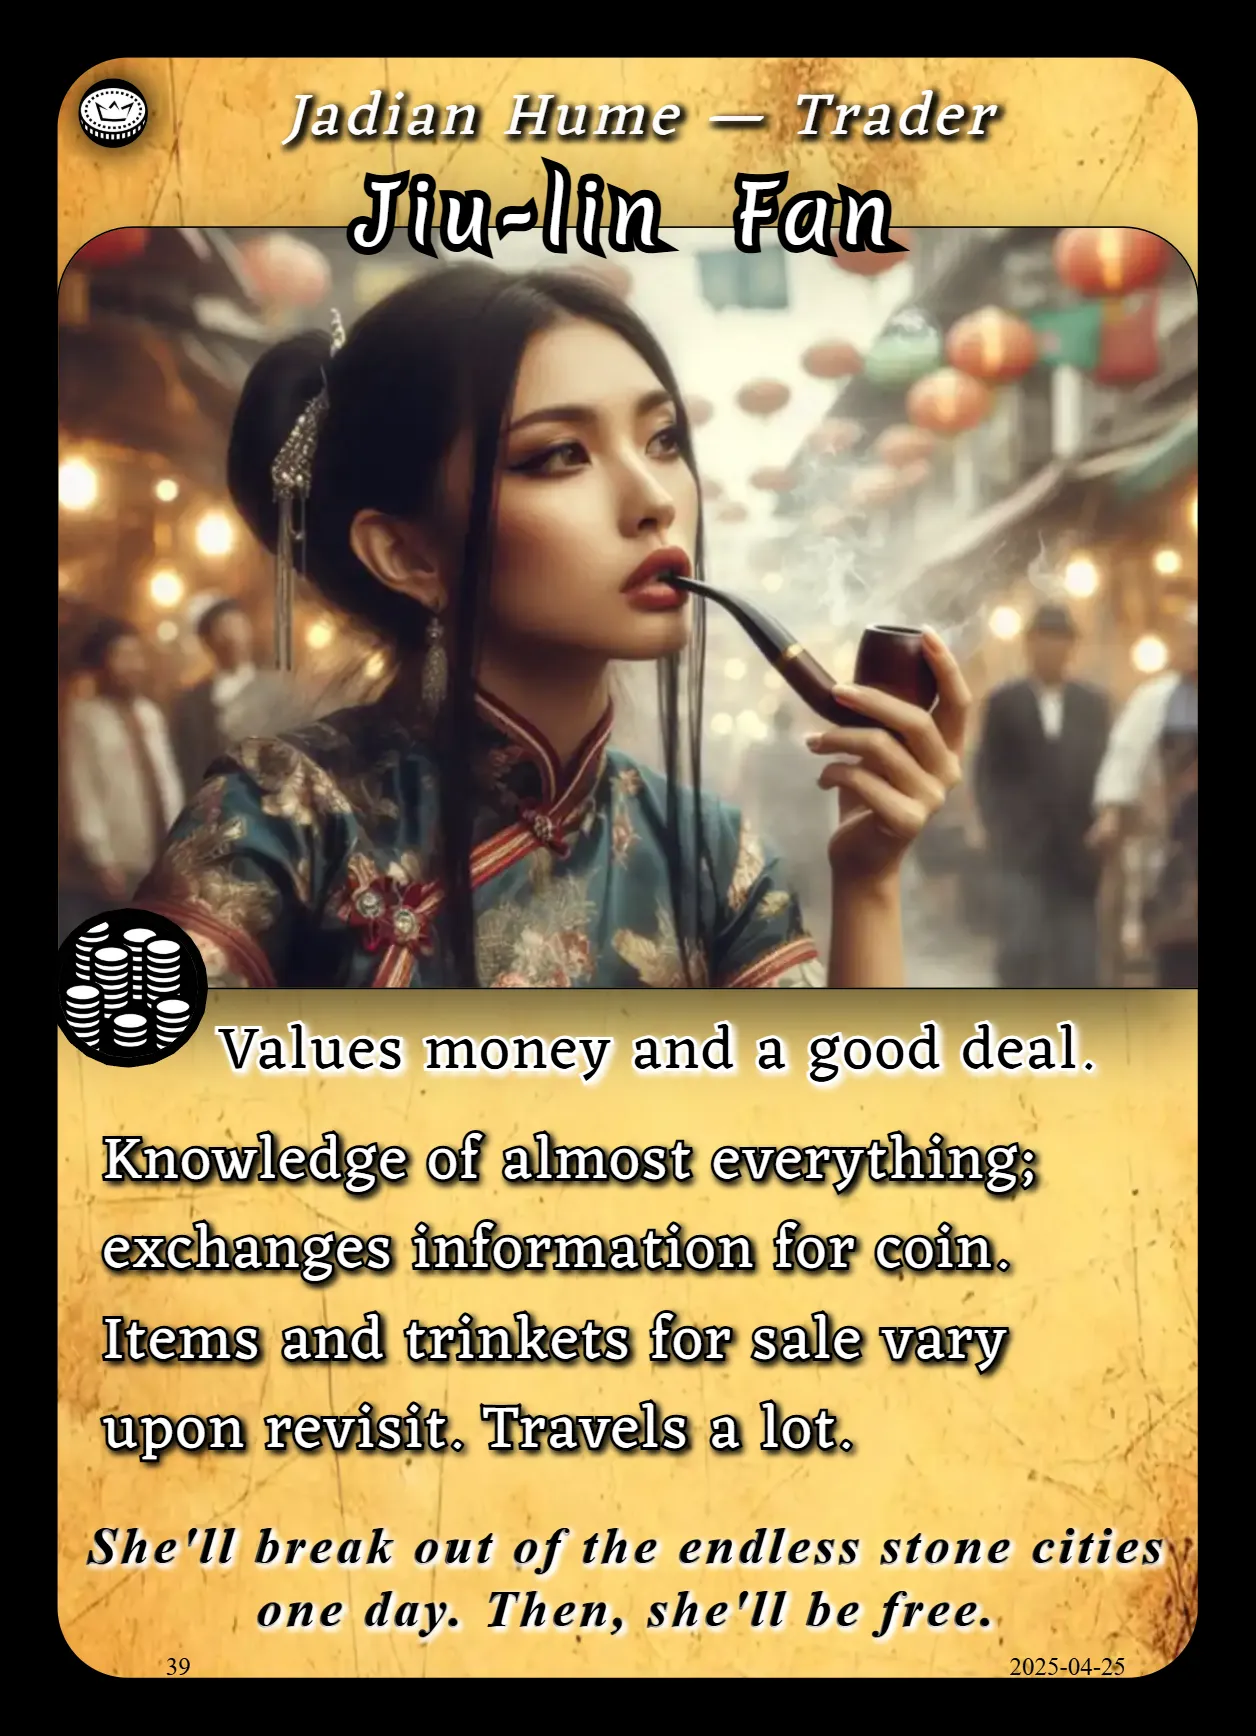 Jadian Hume — Trader
Jiu-lin Fan
Values money and a good deal.
Knowledge of almost everything;
exchanges information for coin.
Items and trinkets for sale vary
upon revisit. Travels a lot.
She'll break out of the endless stone cities
one day. Then, she'll be free.
39
2025-04-25